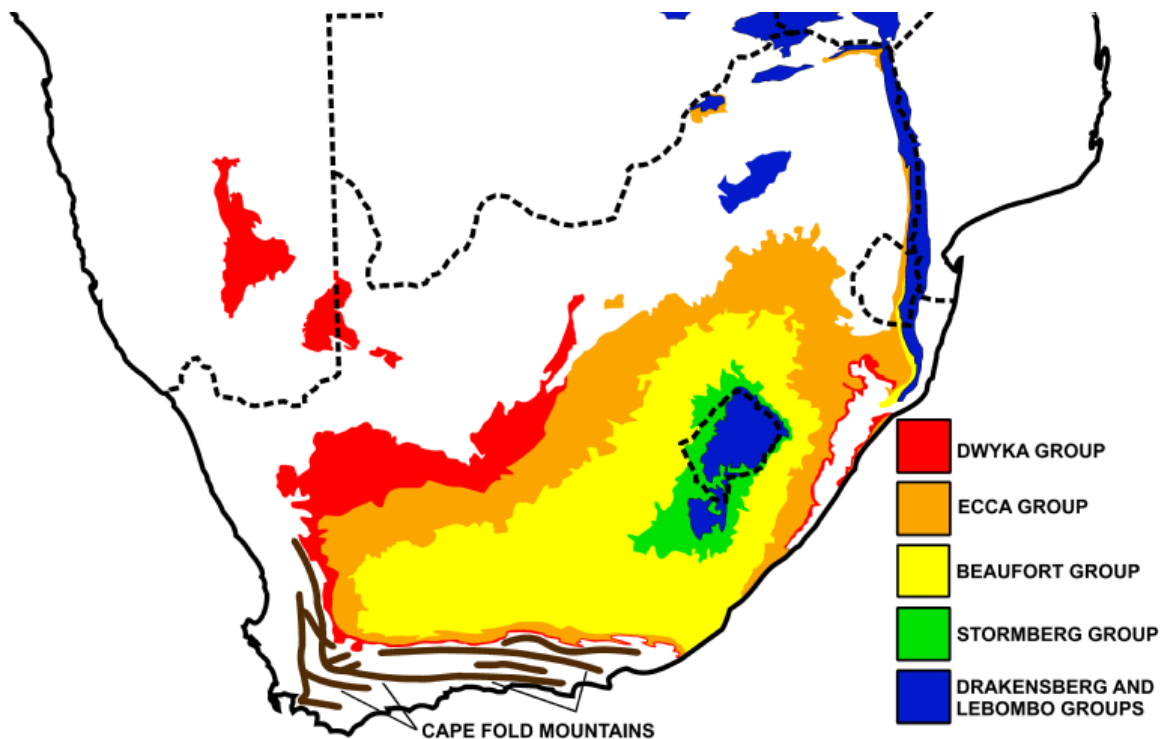 DWYKA GROUP
ECCA GROUP
BEAUFORT GROUP
STORMBERG GROUP
DRAKENSBERG AND
LEBOMBO GROUPS
CAPE FOLD MOUNTAINS